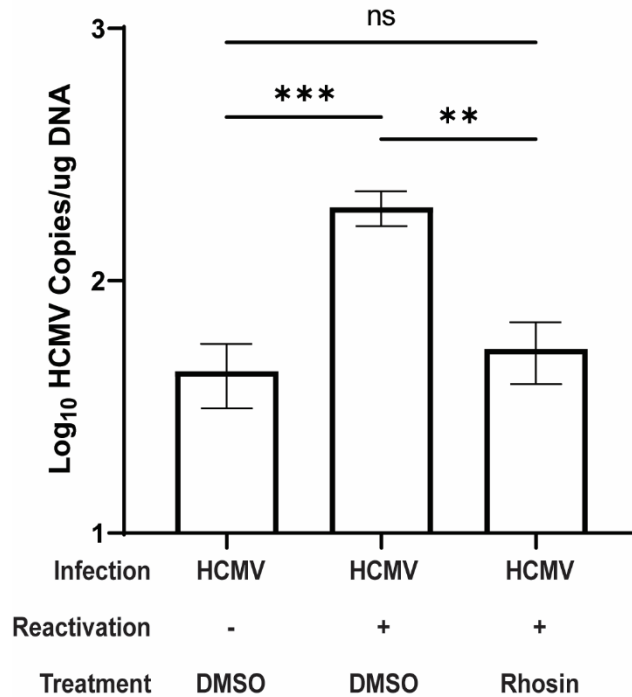 3
ns
***
**
Log10 HCMV Copies/ug DNA
2
1
Infection HCMV HCMV HCMV
Reactivation - + +
Treatment DMSO DMSO Rhosin